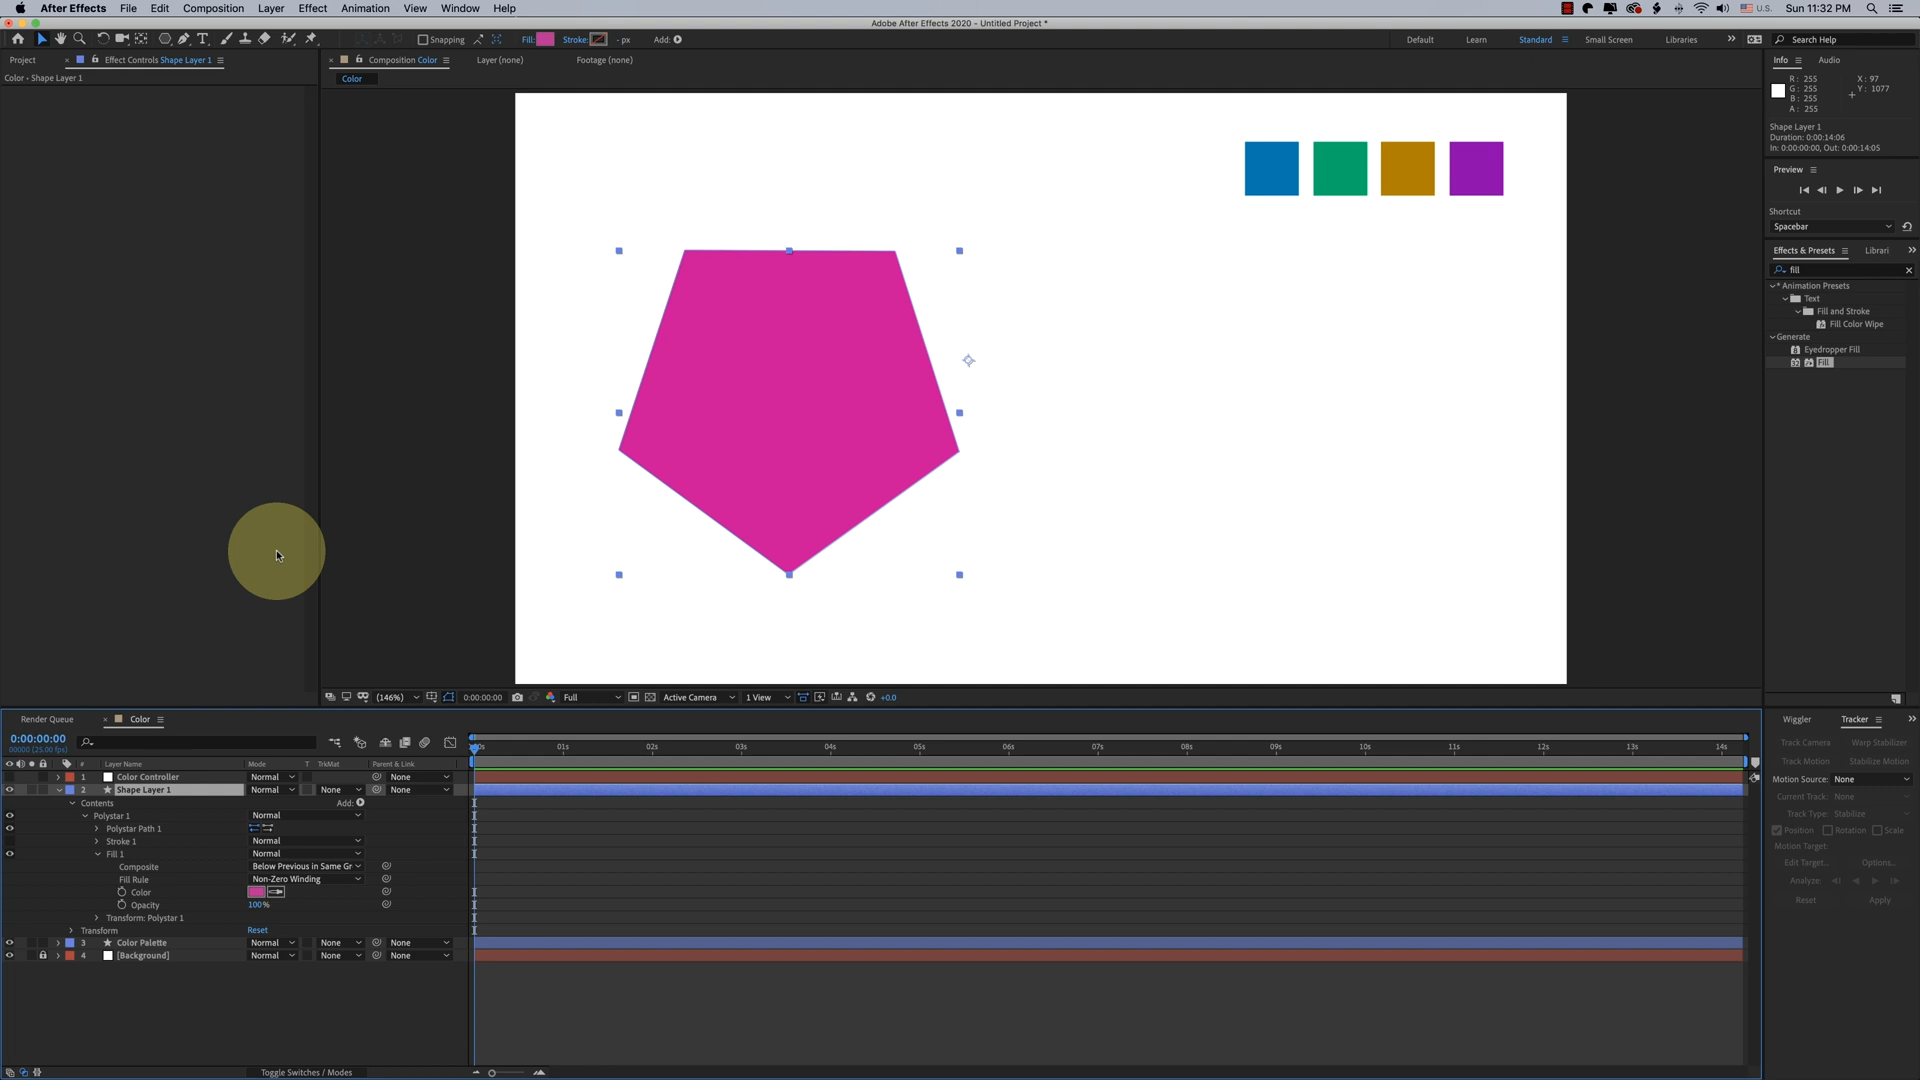 After Effects File Edit Composition Layer Effect Animation View Window Help U.S. Sun 11:32 PM
Adobe After Effects 2020 - Untitled Project *
Snapping Fill: Stroke: - px Add: Default Learn Standard Small Screen Libraries Search Help
Project Effect Controls Shape Layer 1 Composition Color Layer (none) Footage (none) Info Audio
Color • Shape Layer 1 Color
R: 255 X: 97
G: 255 Y: 1077
B: 255
A: 255
Shape Layer 1
Duration: 0:00:14:06
In: 0:00:00:00, Out: 0:00:14:05
Preview
Shortcut
Spacebar
Effects & Presets Librari
fill
* Animation Presets
Text
Fill and Stroke
Fill Color Wipe
Generate
Eyedropper Fill
32 Fill
(146%) 0:00:00:00 Full Active Camera 1 View +0.0
Render Queue Color Wiggler Tracker
0:00:00:00
00000 (25.00 fps)
01s 02s 03s 04s 05s 06s 07s 08s 09s 10s 11s 12s 13s 14s
# Layer Name Mode T TrkMat Parent & Link
1 Color Controller Normal None
2 Shape Layer 1 Normal None None
Contents Add:
Polystar 1 Normal
Polystar Path 1
Stroke 1 Normal
Fill 1 Normal
Composite Below Previous in Same Gr
Fill Rule Non-Zero Winding
Color
Opacity 100%
Transform: Polystar 1
Transform Reset
3 Color Palette Normal None None
4 [Background] Normal None None
Toggle Switches / Modes
Track Camera Warp Stabilizer
Track Motion Stabilize Motion
Motion Source: None
Current Track: None
Track Type: Stabilize
Position Rotation Scale
Motion Target:
Edit Target... Options...
Analyze:
Reset Apply